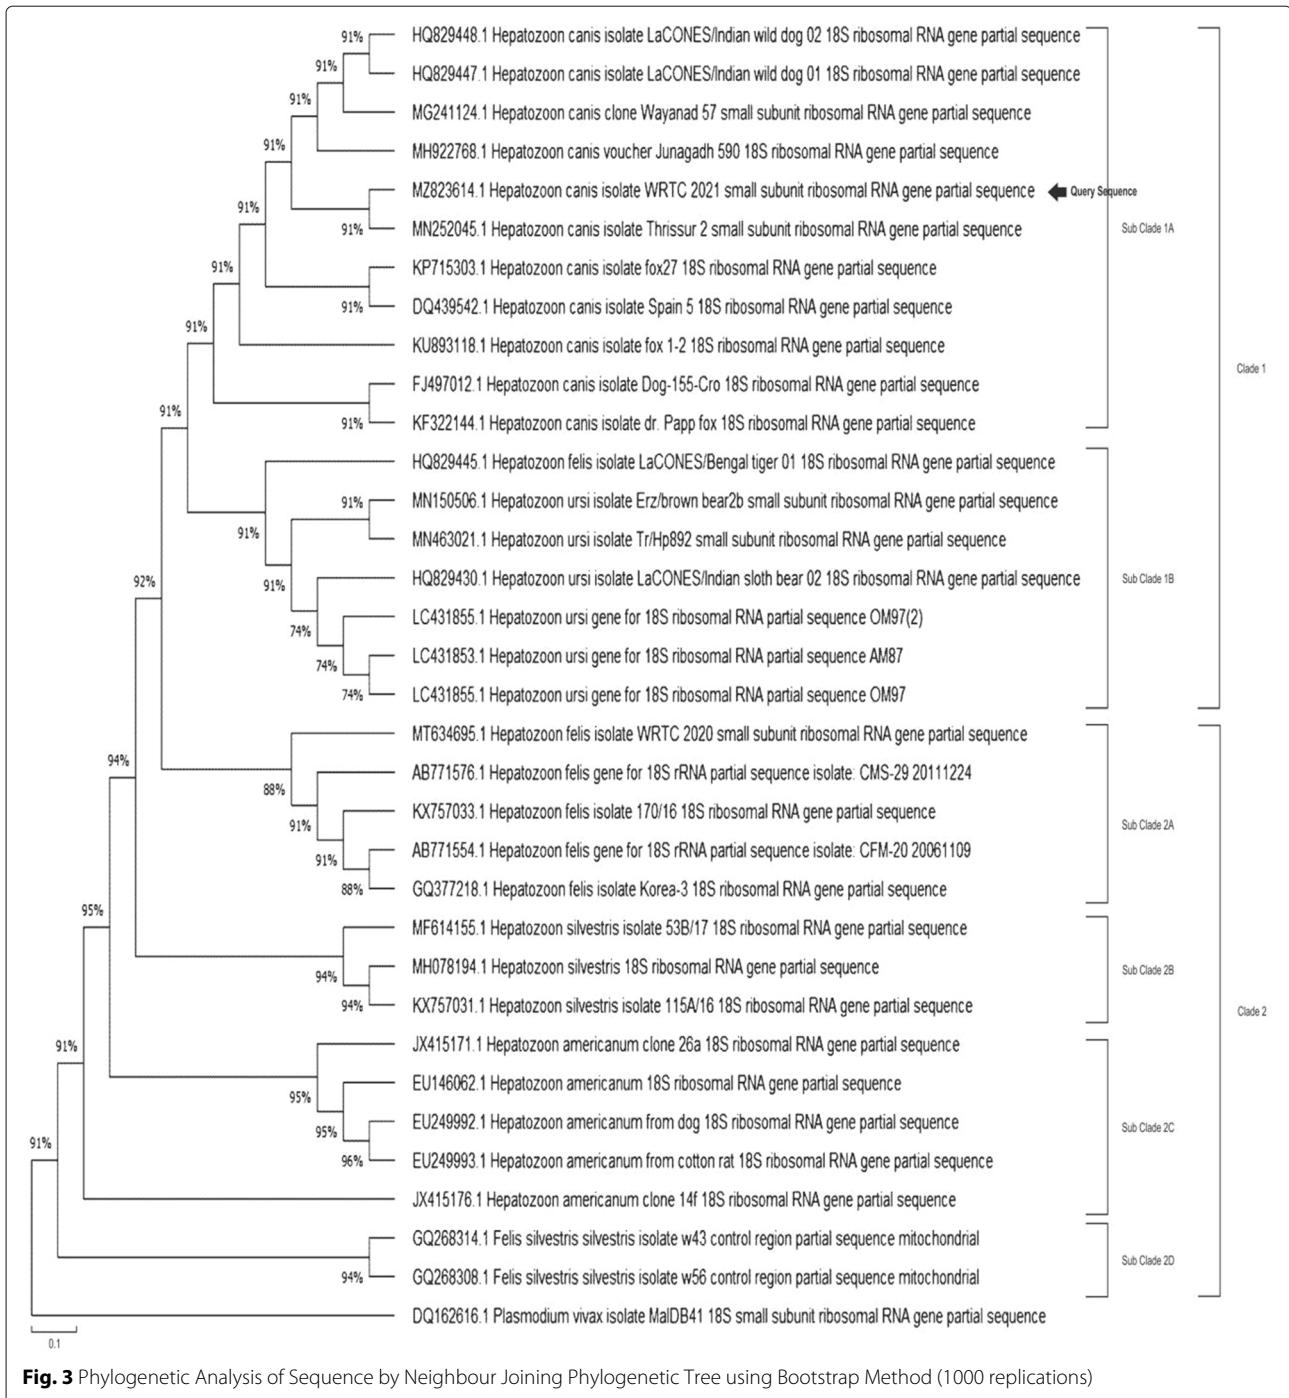 91%
HQ829448.1 Hepatozoon canis isolate LaCONES/Indian wild dog 02 18S ribosomal RNA gene partial sequence
91%
HQ829447.1 Hepatozoon canis isolate LaCONES/Indian wild dog 01 18S ribosomal RNA gene partial sequence
91%
MG241124.1 Hepatozoon canis clone Wayanad 57 small subunit ribosomal RNA gene partial sequence
91%
MH922768.1 Hepatozoon canis voucher Junagadh 590 18S ribosomal RNA gene partial sequence
MZ823614.1 Hepatozoon canis isolate WRTC 2021 small subunit ribosomal RNA gene partial sequence
Query Sequence
91%
91%
MN252045.1 Hepatozoon canis isolate Thrissur 2 small subunit ribosomal RNA gene partial sequence
Sub Clade 1A
91%
KP715303.1 Hepatozoon canis isolate fox27 18S ribosomal RNA gene partial sequence
91%
DQ439542.1 Hepatozoon canis isolate Spain 5 18S ribosomal RNA gene partial sequence
91%
KU893118.1 Hepatozoon canis isolate fox 1-2 18S ribosomal RNA gene partial sequence
Clade 1
FJ497012.1 Hepatozoon canis isolate Dog-155-Cro 18S ribosomal RNA gene partial sequence
91%
91%
KF322144.1 Hepatozoon canis isolate dr. Papp fox 18S ribosomal RNA gene partial sequence
HQ829445.1 Hepatozoon felis isolate LaCONES/Bengal tiger 01 18S ribosomal RNA gene partial sequence
91%
MN150506.1 Hepatozoon ursi isolate Erz/brown bear2b small subunit ribosomal RNA gene partial sequence
91%
MN463021.1 Hepatozoon ursi isolate Tr/Hp892 small subunit ribosomal RNA gene partial sequence
92%
91%
HQ829430.1 Hepatozoon ursi isolate LaCONES/Indian sloth bear 02 18S ribosomal RNA gene partial sequence
Sub Clade 1B
74%
LC431855.1 Hepatozoon ursi gene for 18S ribosomal RNA partial sequence OM97(2)
74%
LC431853.1 Hepatozoon ursi gene for 18S ribosomal RNA partial sequence AM87
74%
LC431855.1 Hepatozoon ursi gene for 18S ribosomal RNA partial sequence OM97
MT634695.1 Hepatozoon felis isolate WRTC 2020 small subunit ribosomal RNA gene partial sequence
94%
88%
AB771576.1 Hepatozoon felis gene for 18S rRNA partial sequence isolate: CMS-29 20111224
91%
KX757033.1 Hepatozoon felis isolate 170/16 18S ribosomal RNA gene partial sequence
Sub Clade 2A
91%
AB771554.1 Hepatozoon felis gene for 18S rRNA partial sequence isolate: CFM-20 20061109
88%
GQ377218.1 Hepatozoon felis isolate Korea-3 18S ribosomal RNA gene partial sequence
95%
MF614155.1 Hepatozoon silvestris isolate 53B/17 18S ribosomal RNA gene partial sequence
94%
MH078194.1 Hepatozoon silvestris 18S ribosomal RNA gene partial sequence
Sub Clade 2B
94%
KX757031.1 Hepatozoon silvestris isolate 115A/16 18S ribosomal RNA gene partial sequence
Clade 2
91%
JX415171.1 Hepatozoon americanum clone 26a 18S ribosomal RNA gene partial sequence
95%
EU146062.1 Hepatozoon americanum 18S ribosomal RNA gene partial sequence
95%
EU249992.1 Hepatozoon americanum from dog 18S ribosomal RNA gene partial sequence
Sub Clade 2C
91%
96%
EU249993.1 Hepatozoon americanum from cotton rat 18S ribosomal RNA gene partial sequence
JX415176.1 Hepatozoon americanum clone 14f 18S ribosomal RNA gene partial sequence
GQ268314.1 Felis silvestris silvestris isolate w43 control region partial sequence mitochondrial
Sub Clade 2D
94%
GQ268308.1 Felis silvestris silvestris isolate w56 control region partial sequence mitochondrial
DQ162616.1 Plasmodium vivax isolate MalDB41 18S small subunit ribosomal RNA gene partial sequence
0.1
Fig. 3 Phylogenetic Analysis of Sequence by Neighbour Joining Phylogenetic Tree using Bootstrap Method (1000 replications)